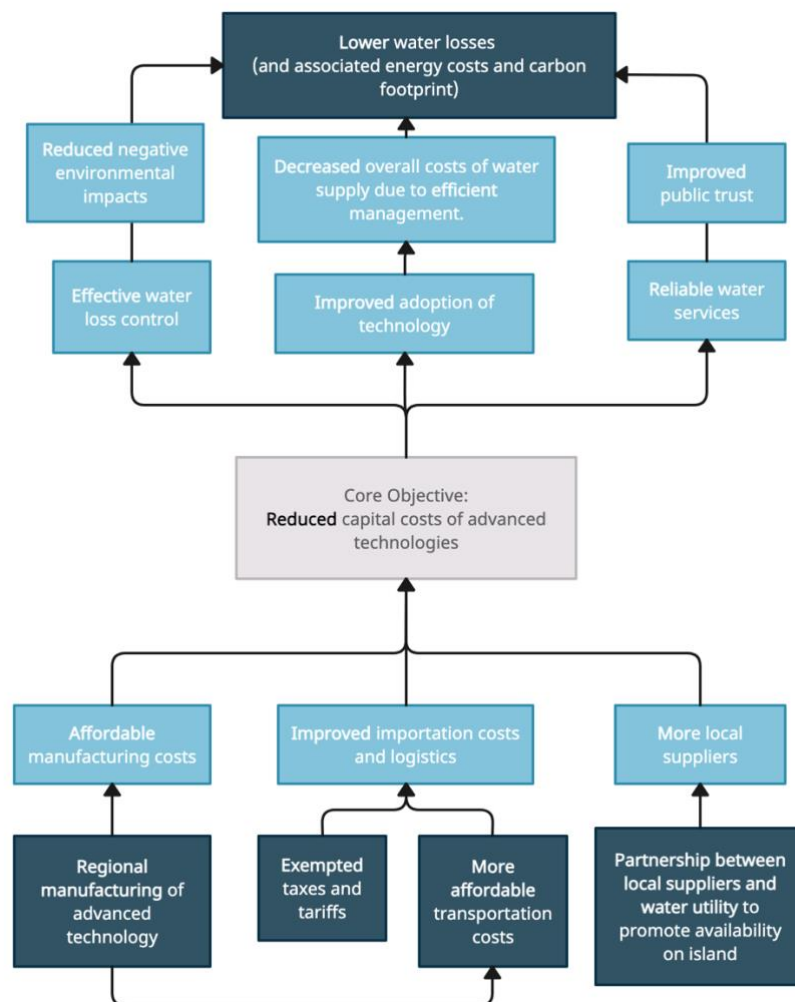 Lower water losses
(and associated energy costs and carbon
footprint)
Reduced negative
environmental
impacts
Decreased overall costs of water
supply due to efficient
management.
Improved
public trust
Effective water
loss control
Improved adoption of
technology
Reliable water
services
Core Objective:
Reduced capital costs of advanced
technologies
Affordable
manufacturing costs
Improved importation costs
and logistics
More local
suppliers
Regional
manufacturing of
advanced
technology
Exempted
taxes and
tariffs
More
affordable
transportation
costs
Partnership between
local suppliers and
water utility to
promote availability
on island